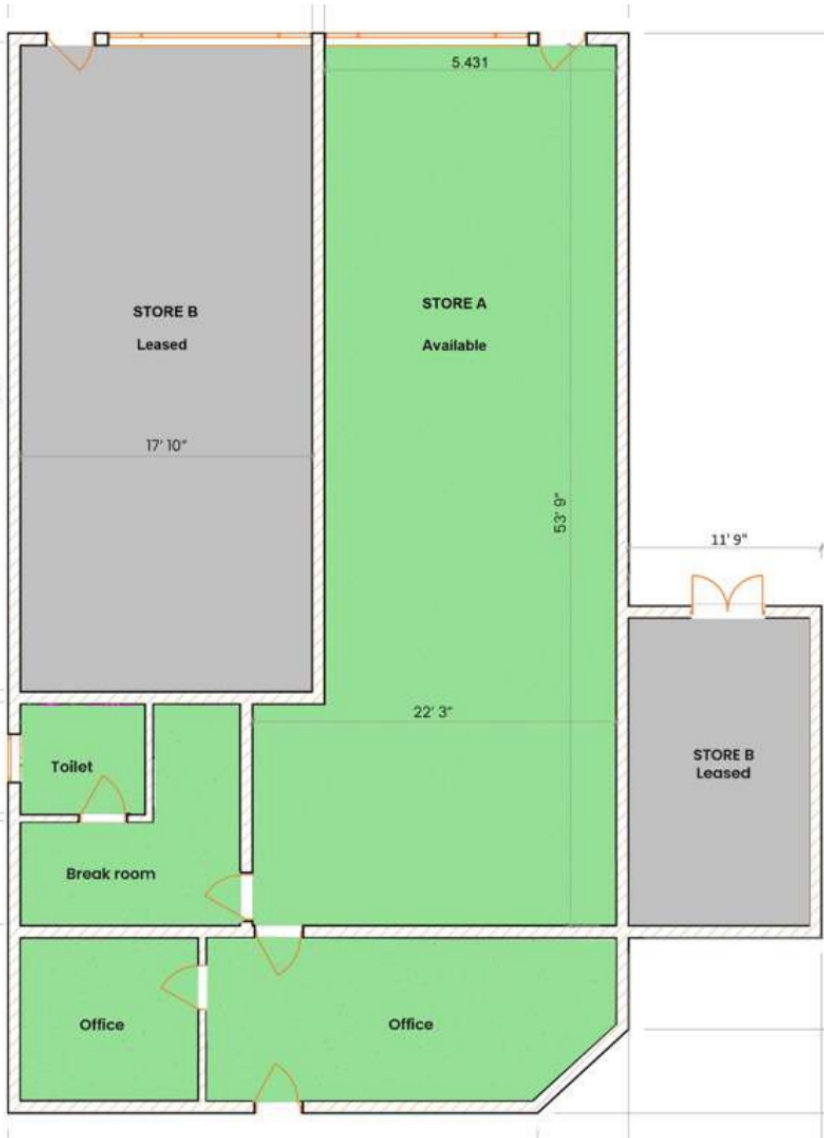 5.431
STORE B
Leased
STORE A
Available
17' 10"
53' 9"
11' 9"
22' 3"
Toilet
STORE B
Leased
Break room
Office
Office